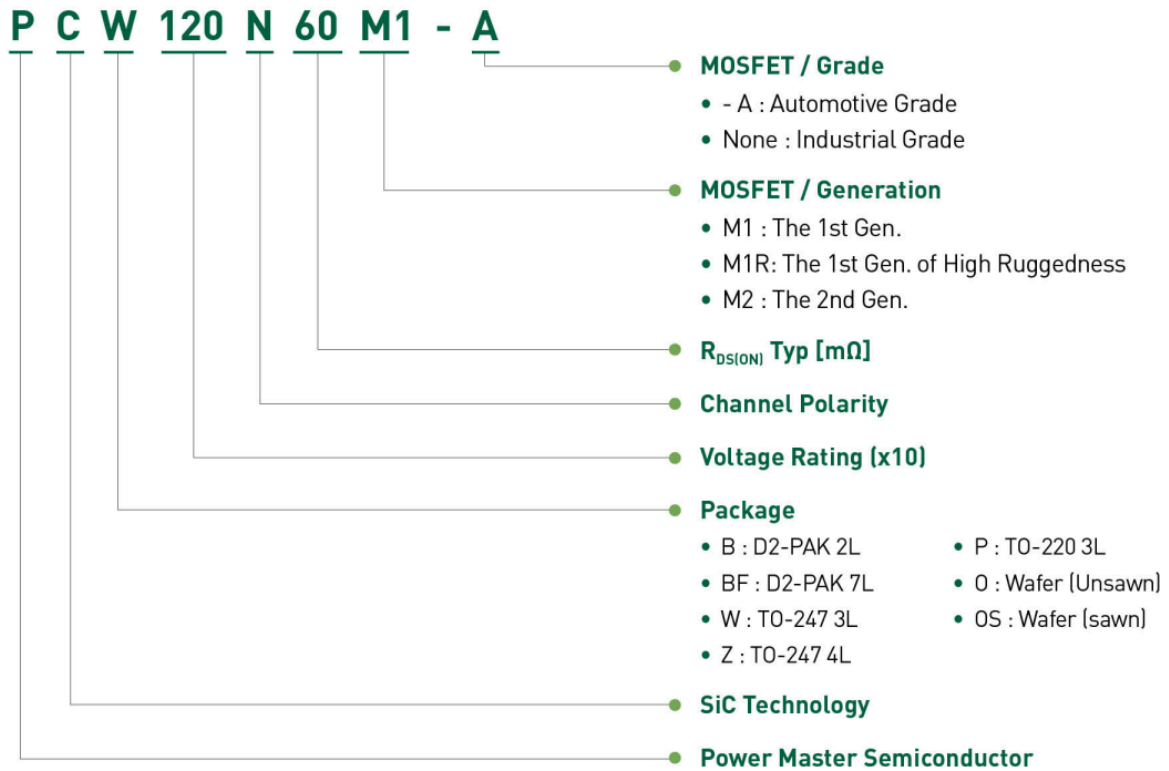 P C W 120 N 60 M1 - A
MOSFET / Grade
• - A : Automotive Grade
• None : Industrial Grade
MOSFET / Generation
• M1 : The 1st Gen.
• M1R: The 1st Gen. of High Ruggedness
• M2 : The 2nd Gen.
RDS(ON) Typ [mΩ]
Channel Polarity
Voltage Rating (x10)
Package
• B : D2-PAK 2L • P : TO-220 3L
• BF : D2-PAK 7L • O : Wafer (Unsawn)
• W : TO-247 3L • OS : Wafer (sawn)
• Z : TO-247 4L
SiC Technology
Power Master Semiconductor